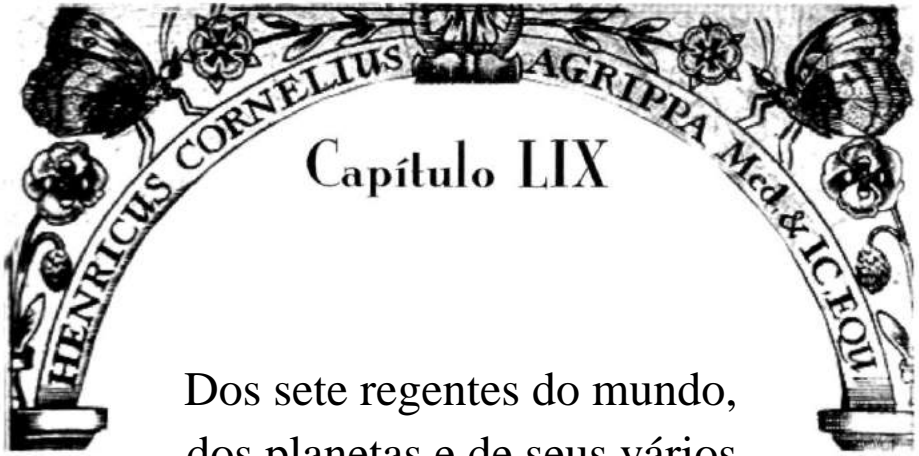 HENRICUS CORNELIUS AGRIPPA Med. & IC. EQU
Capítulo LIX
Dos sete regentes do mundo,
dos planetas e de seus vários